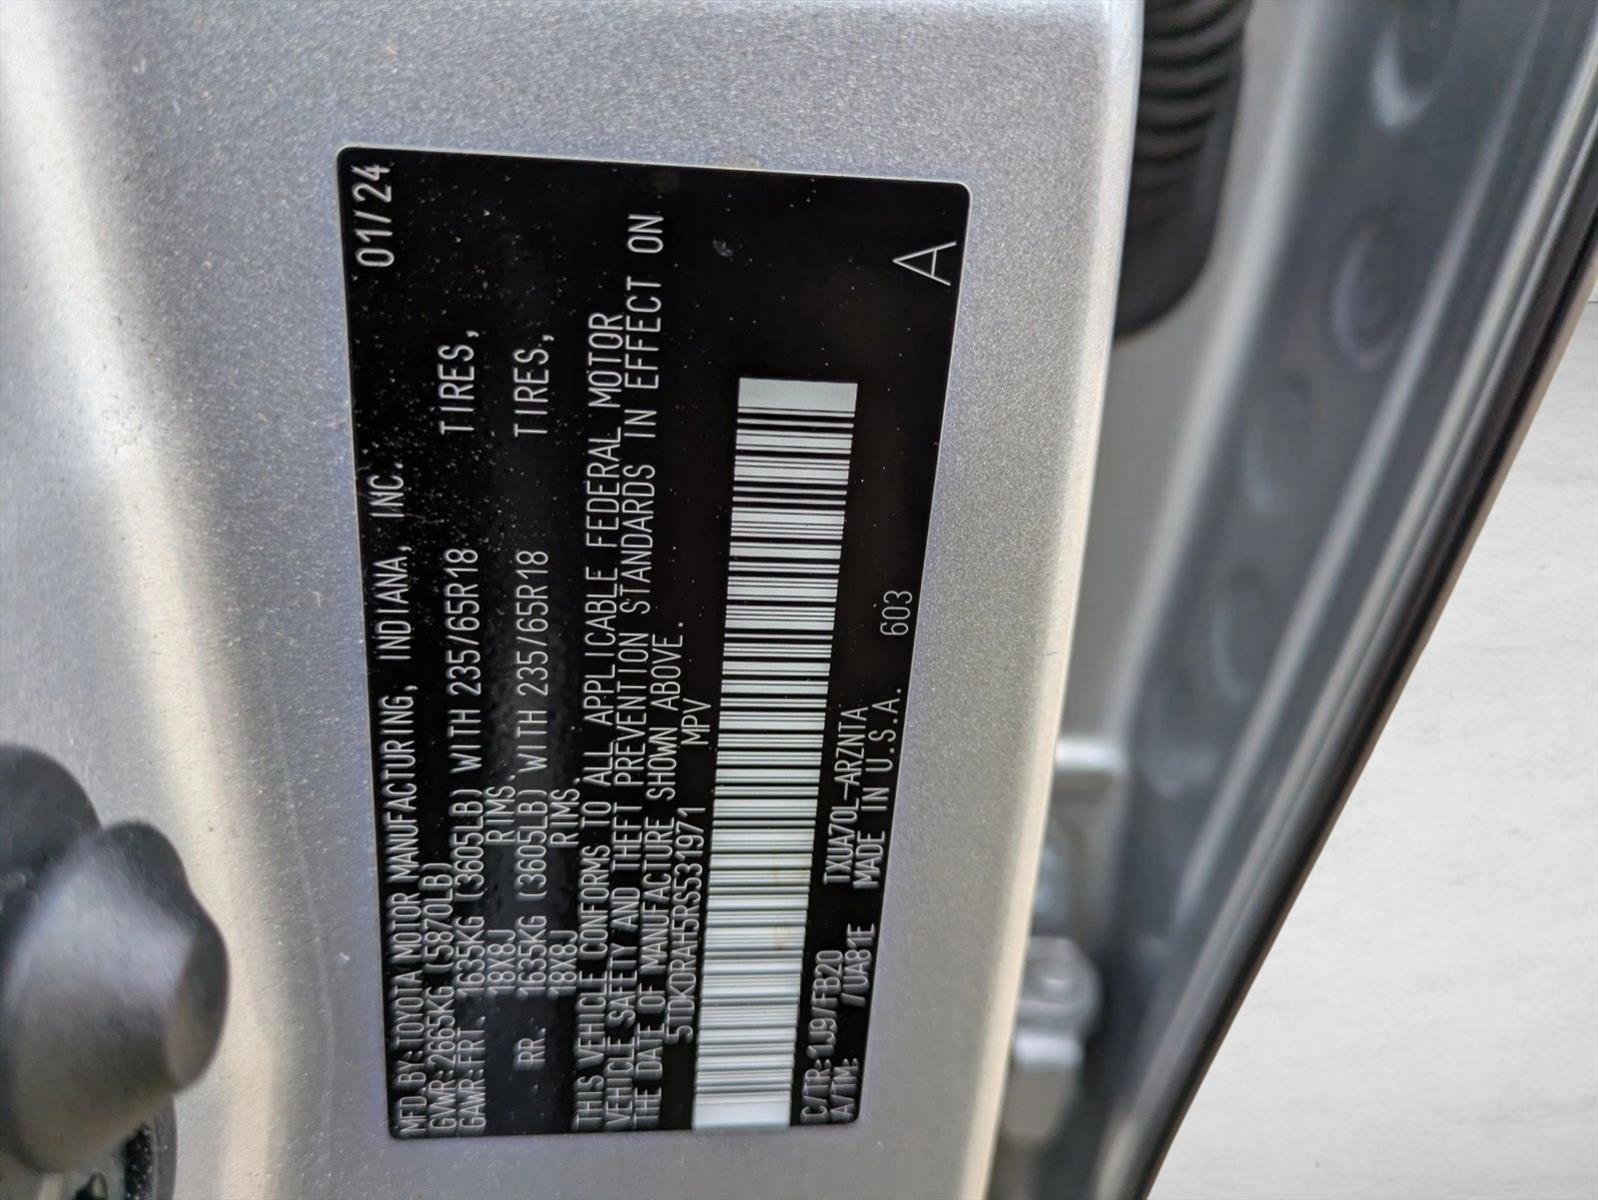 MFD. BY: TOYOTA MOTOR MANUFACTURING, INDIANA, INC. 01/24
GVWR: 2665KG (5870LB)
GAWR: FRT. 1635KG (3605LB) WITH 235/65R18 TIRES,
18X8J RIMS.
RR. 1635KG (3605LB) WITH 235/65R18 TIRES,
18X8J RIMS.
THIS VEHICLE CONFORMS TO ALL APPLICABLE FEDERAL MOTOR
VEHICLE SAFETY AND THEFT PREVENTION STANDARDS IN EFFECT ON
THE DATE OF MANUFACTURE SHOWN ABOVE.
5TDKDRAH5RS531971 MPV
C/TR: 1J9/FB20 TXUA70L-ARZNTA 603
A/TM: /UA81E MADE IN U.S.A. A